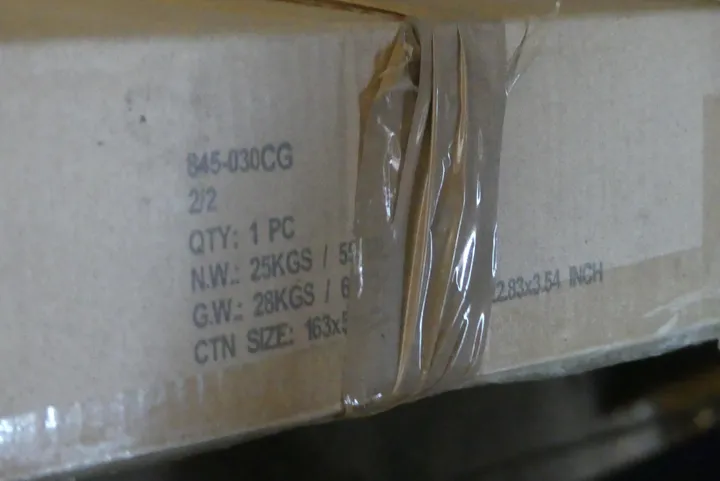 845-030CG
2/2
QTY: 1 PC
N.W.: 25KGS / 55
G.W.: 28KGS / 6
CTN SIZE: 163x5 2.83x3.54 INCH